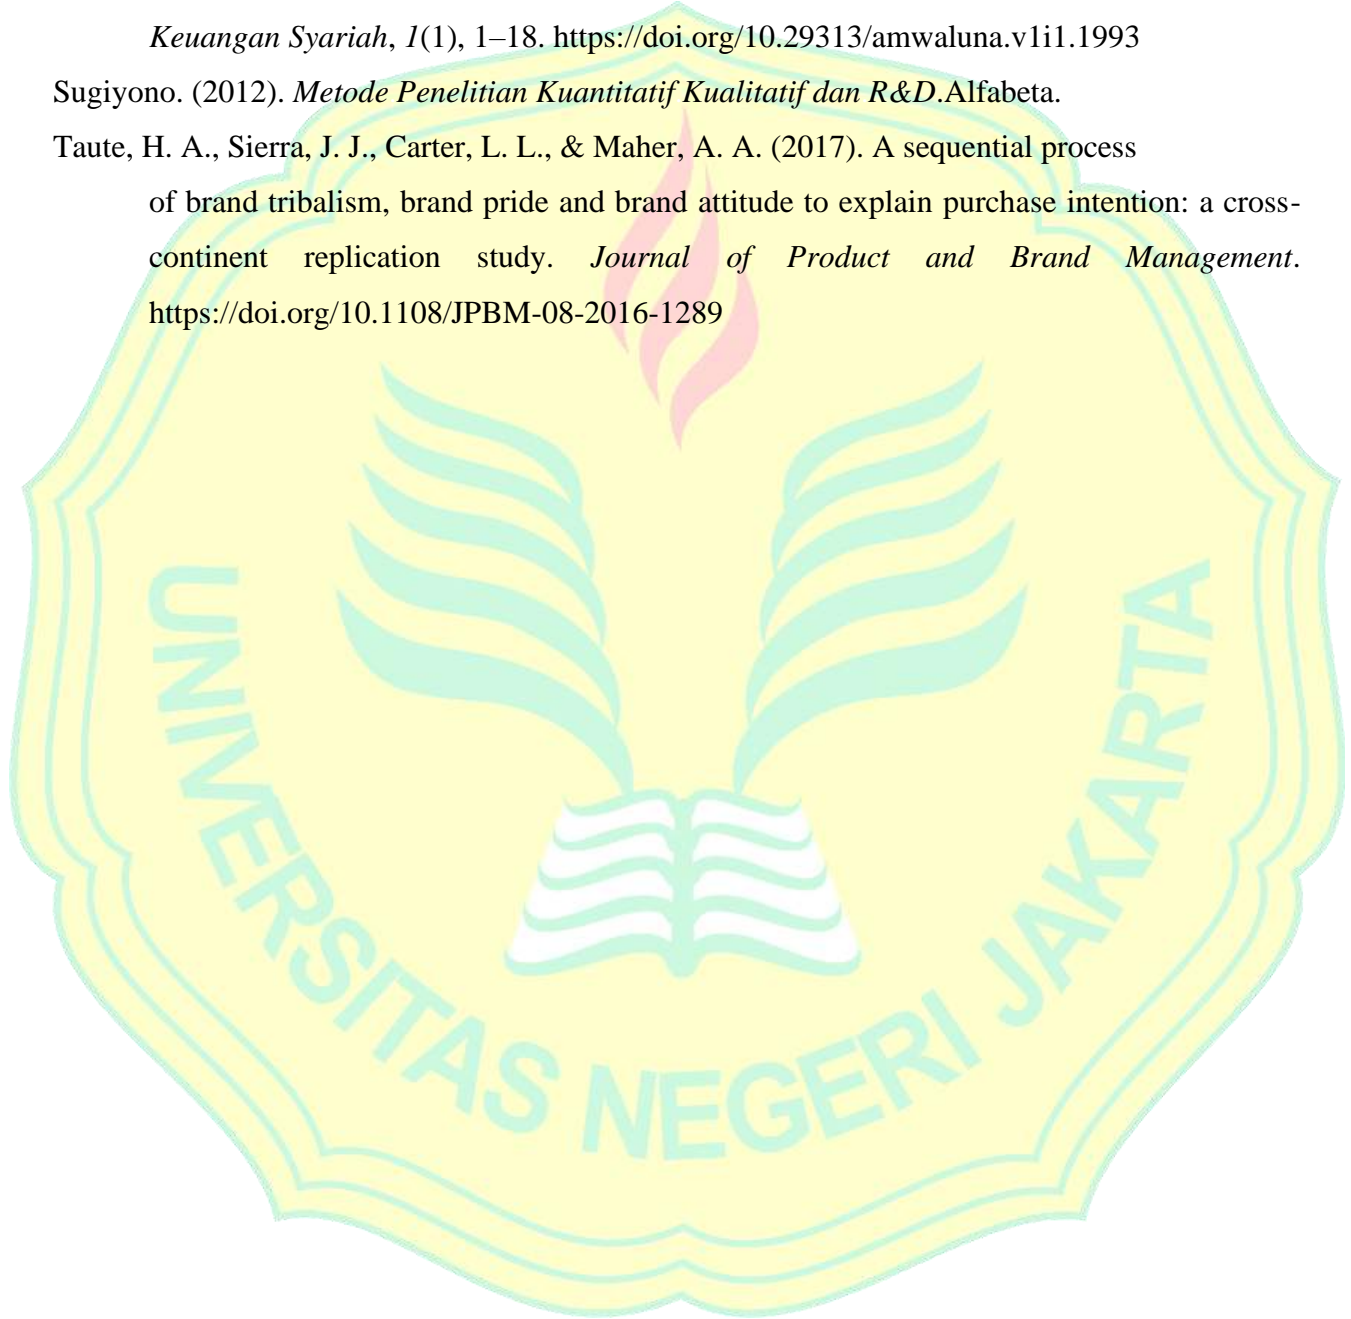 Keuangan Syariah, 1(1), 1–18. https://doi.org/10.29313/amwaluna.v1i1.1993
Sugiyono. (2012). Metode Penelitian Kuantitatif Kualitatif dan R&D.Alfabeta.
Taute, H. A., Sierra, J. J., Carter, L. L., & Maher, A. A. (2017). A sequential process
of brand tribalism, brand pride and brand attitude to explain purchase intention: a cross-
continent replication study. Journal of Product and Brand Management.
https://doi.org/10.1108/JPBM-08-2016-1289
UNIVERSITAS NEGERI JAKARTA